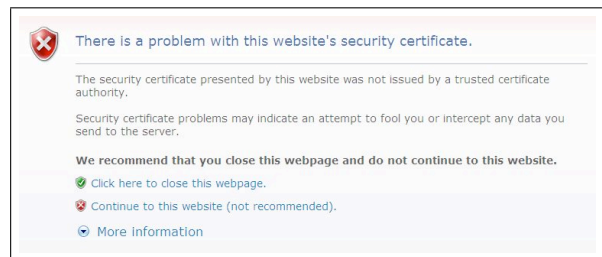 There is a problem with this website's security certificate.
The security certificate presented by this website was not issued by a trusted certificate
authority.
Security certificate problems may indicate an attempt to fool you or intercept any data you
send to the server.
We recommend that you close this webpage and do not continue to this website.
Click here to close this webpage.
Continue to this website (not recommended).
More information